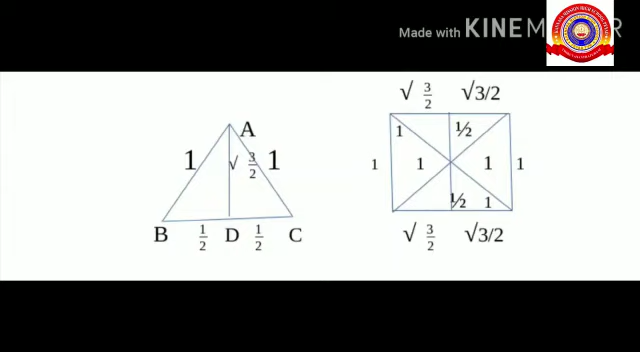 Made with KINEMASTER
√ 3/2 √3/2
A
1 √ 3/2 1
B 1/2 D 1/2 C
1 ½
1 1 1 1
½ 1
√ 3/2 √3/2